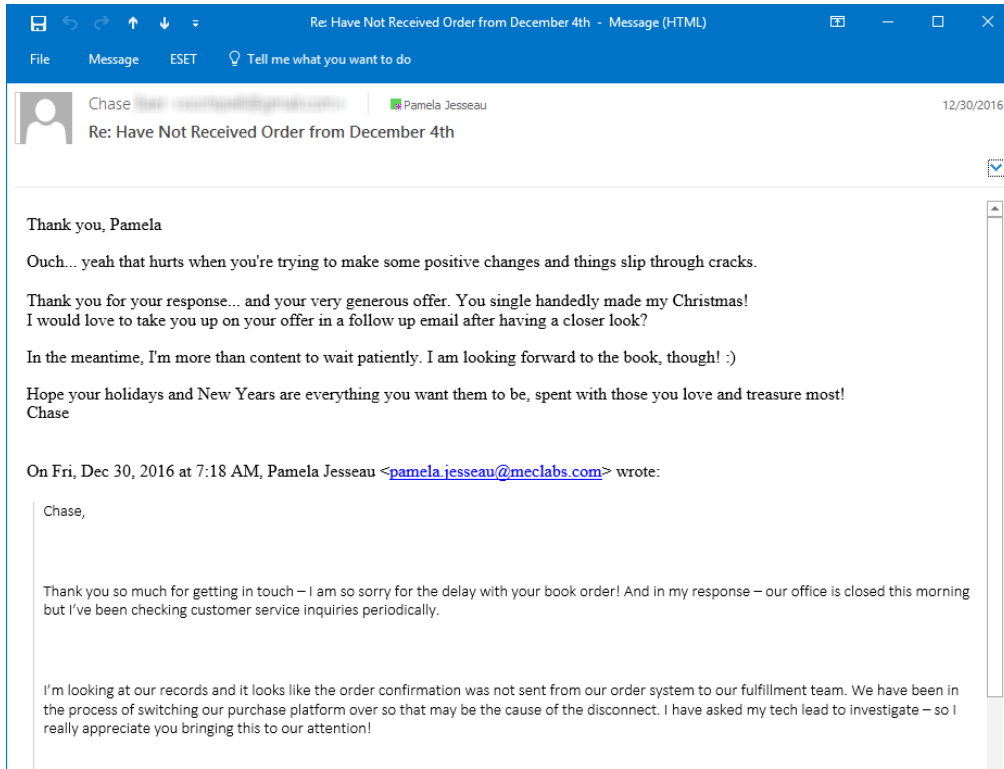 Re: Have Not Received Order from December 4th - Message (HTML)
File Message ESET Tell me what you want to do
Chase Pamela Jesseau 12/30/2016
Re: Have Not Received Order from December 4th
Thank you, Pamela
Ouch... yeah that hurts when you're trying to make some positive changes and things slip through cracks.
Thank you for your response... and your very generous offer. You single handedly made my Christmas!
I would love to take you up on your offer in a follow up email after having a closer look?
In the meantime, I'm more than content to wait patiently. I am looking forward to the book, though! :)
Hope your holidays and New Years are everything you want them to be, spent with those you love and treasure most!
Chase
On Fri, Dec 30, 2016 at 7:18 AM, Pamela Jesseau <pamela.jesseau@meclabs.com> wrote:
Chase,
Thank you so much for getting in touch – I am so sorry for the delay with your book order! And in my response – our office is closed this morning
but I've been checking customer service inquiries periodically.
I'm looking at our records and it looks like the order confirmation was not sent from our order system to our fulfillment team. We have been in
the process of switching our purchase platform over so that may be the cause of the disconnect. I have asked my tech lead to investigate – so I
really appreciate you bringing this to our attention!